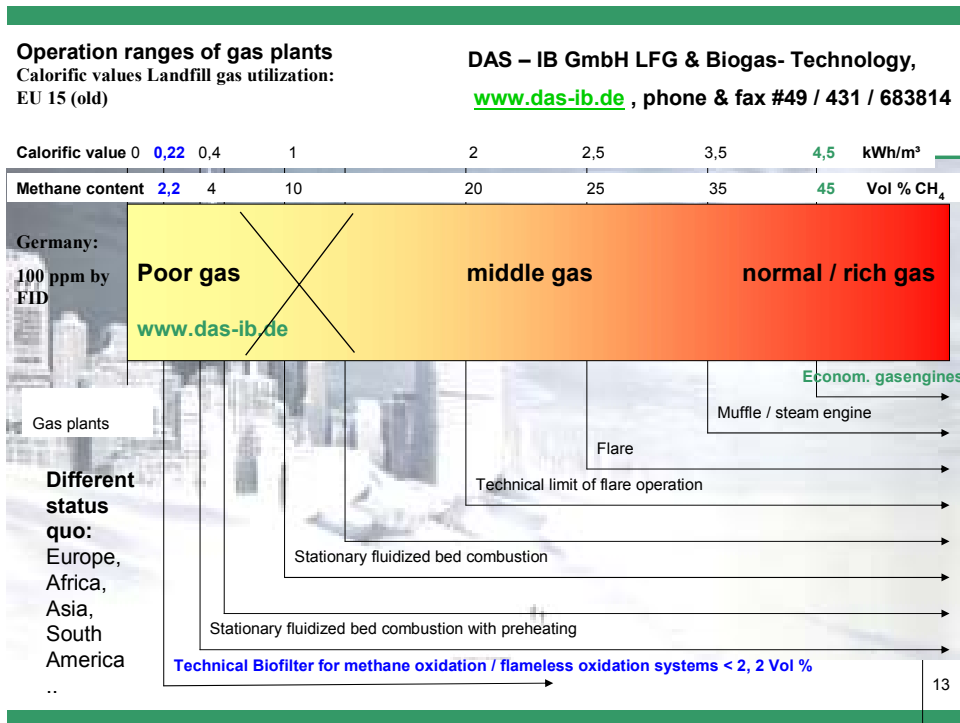 Operation ranges of gas plants
Calorific values Landfill gas utilization:
EU 15 (old)
DAS – IB GmbH LFG & Biogas- Technology,
www.das-ib.de , phone & fax #49 / 431 / 683814
Calorific value 0 0,22 0,4 1 2 2,5 3,5 4,5 kWh/m³
Methane content 2,2 4 10 20 25 35 45 Vol % CH4
Germany:
100 ppm by
FID
Poor gas middle gas normal / rich gas
www.das-ib.de
Econom. gasengines
Muffle / steam engine
Gas plants
Flare
Technical limit of flare operation
Different
status
quo:
Europe,
Africa,
Asia,
South
America
..
Stationary fluidized bed combustion
Stationary fluidized bed combustion with preheating
Technical Biofilter for methane oxidation / flameless oxidation systems < 2, 2 Vol %
13